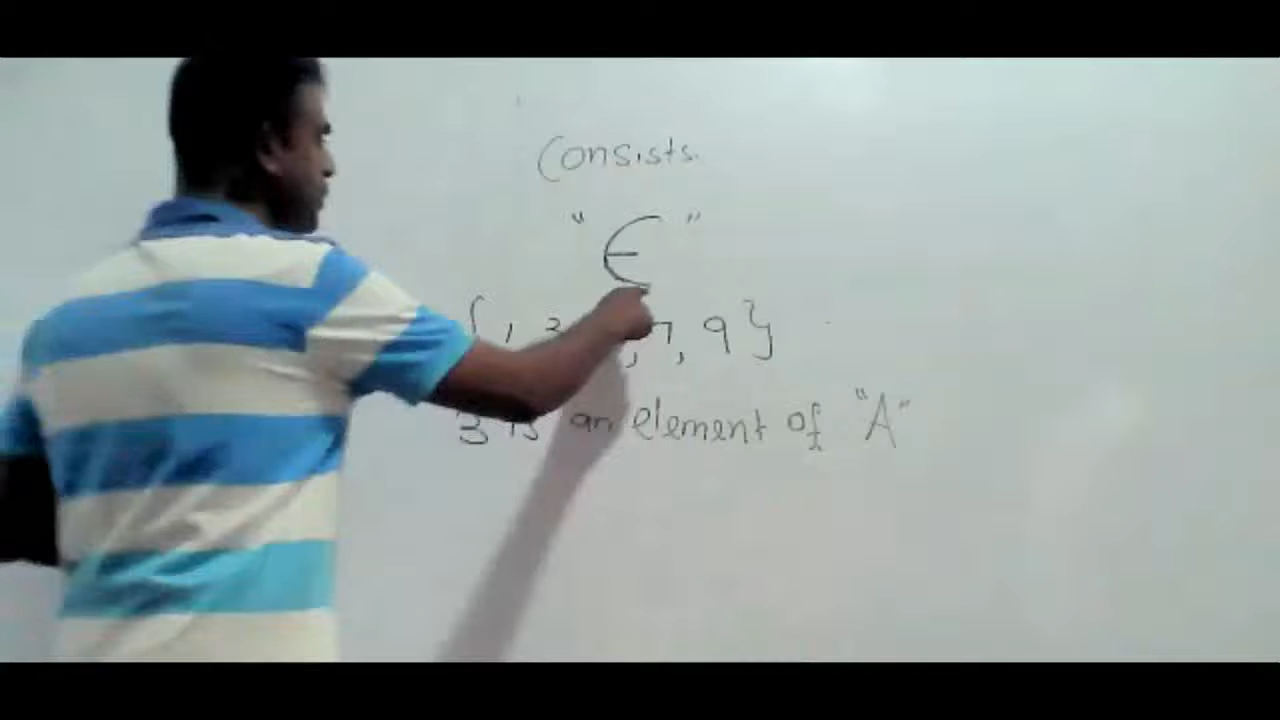 Consists.
"∈"
{ 1, 3 , 7, 9 }
3 is an element of "A"